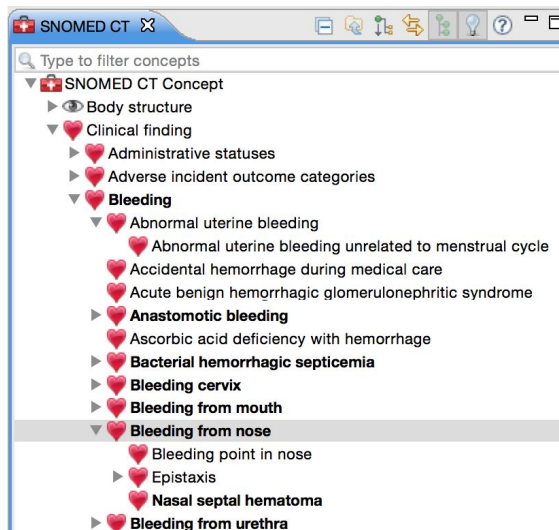 SNOMED CT
Type to filter concepts
SNOMED CT Concept
Body structure
Clinical finding
Administrative statuses
Adverse incident outcome categories
Bleeding
Abnormal uterine bleeding
Abnormal uterine bleeding unrelated to menstrual cycle
Accidental hemorrhage during medical care
Acute benign hemorrhagic glomerulonephritic syndrome
Anastomotic bleeding
Ascorbic acid deficiency with hemorrhage
Bacterial hemorrhagic septicemia
Bleeding cervix
Bleeding from mouth
Bleeding from nose
Bleeding point in nose
Epistaxis
Nasal septal hematoma
Bleeding from urethra